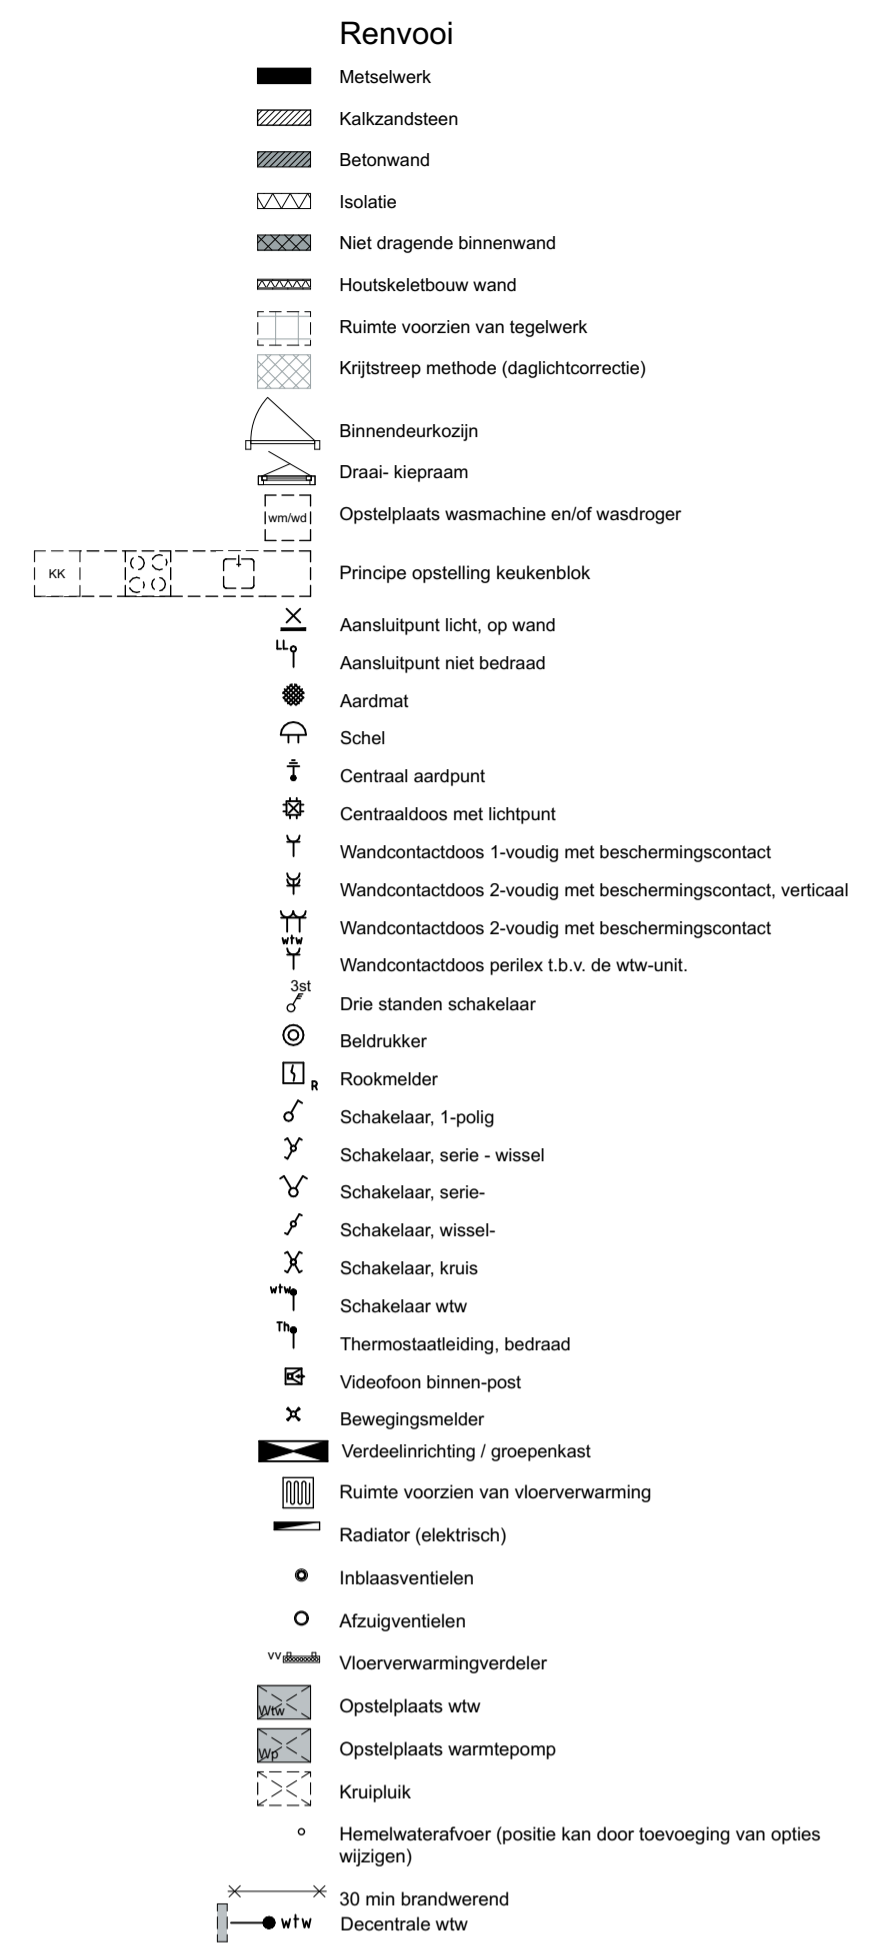 Renvooi
Metselwerk
Kalkzandsteen
Betonwand
Isolatie
Niet dragende binnenwand
Houtskeletbouw wand
Ruimte voorzien van tegelwerk
Krijtstreep methode (daglichtcorrectie)
Binnendeurkozijn
Draai- kiepraam
wm/wd Opstelplaats wasmachine en/of wasdroger
KK Principe opstelling keukenblok
Aansluitpunt licht, op wand
LL Aansluitpunt niet bedraad
Aardmat
Schel
Centraal aardpunt
Centraaldoos met lichtpunt
Wandcontactdoos 1-voudig met beschermingscontact
Wandcontactdoos 2-voudig met beschermingscontact, verticaal
Wandcontactdoos 2-voudig met beschermingscontact
wtw Wandcontactdoos perilex t.b.v. de wtw-unit.
3st Drie standen schakelaar
Beldrukker
R Rookmelder
Schakelaar, 1-polig
Schakelaar, serie - wissel
Schakelaar, serie-
Schakelaar, wissel-
Schakelaar, kruis
wtw Schakelaar wtw
Th Thermostaatleiding, bedraad
Videofoon binnen-post
Bewegingsmelder
Verdeelinrichting / groepenkast
Ruimte voorzien van vloerverwarming
Radiator (elektrisch)
Inblaasventielen
Afzuigventielen
VV Vloerverwarmingverdeler
Wtw Opstelplaats wtw
Wp Opstelplaats warmtepomp
Kruipluik
Hemelwaterafvoer (positie kan door toevoeging van opties
wijzigen)
30 min brandwerend
wtw Decentrale wtw